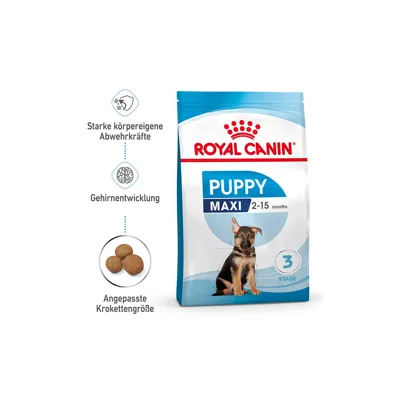 Starke körpereigene
Abwehrkräfte
Gehirnentwicklung
Angepasste
Krokettengröße
ROYAL CANIN
PUPPY
MAXI 2-15 months
3
STAGE